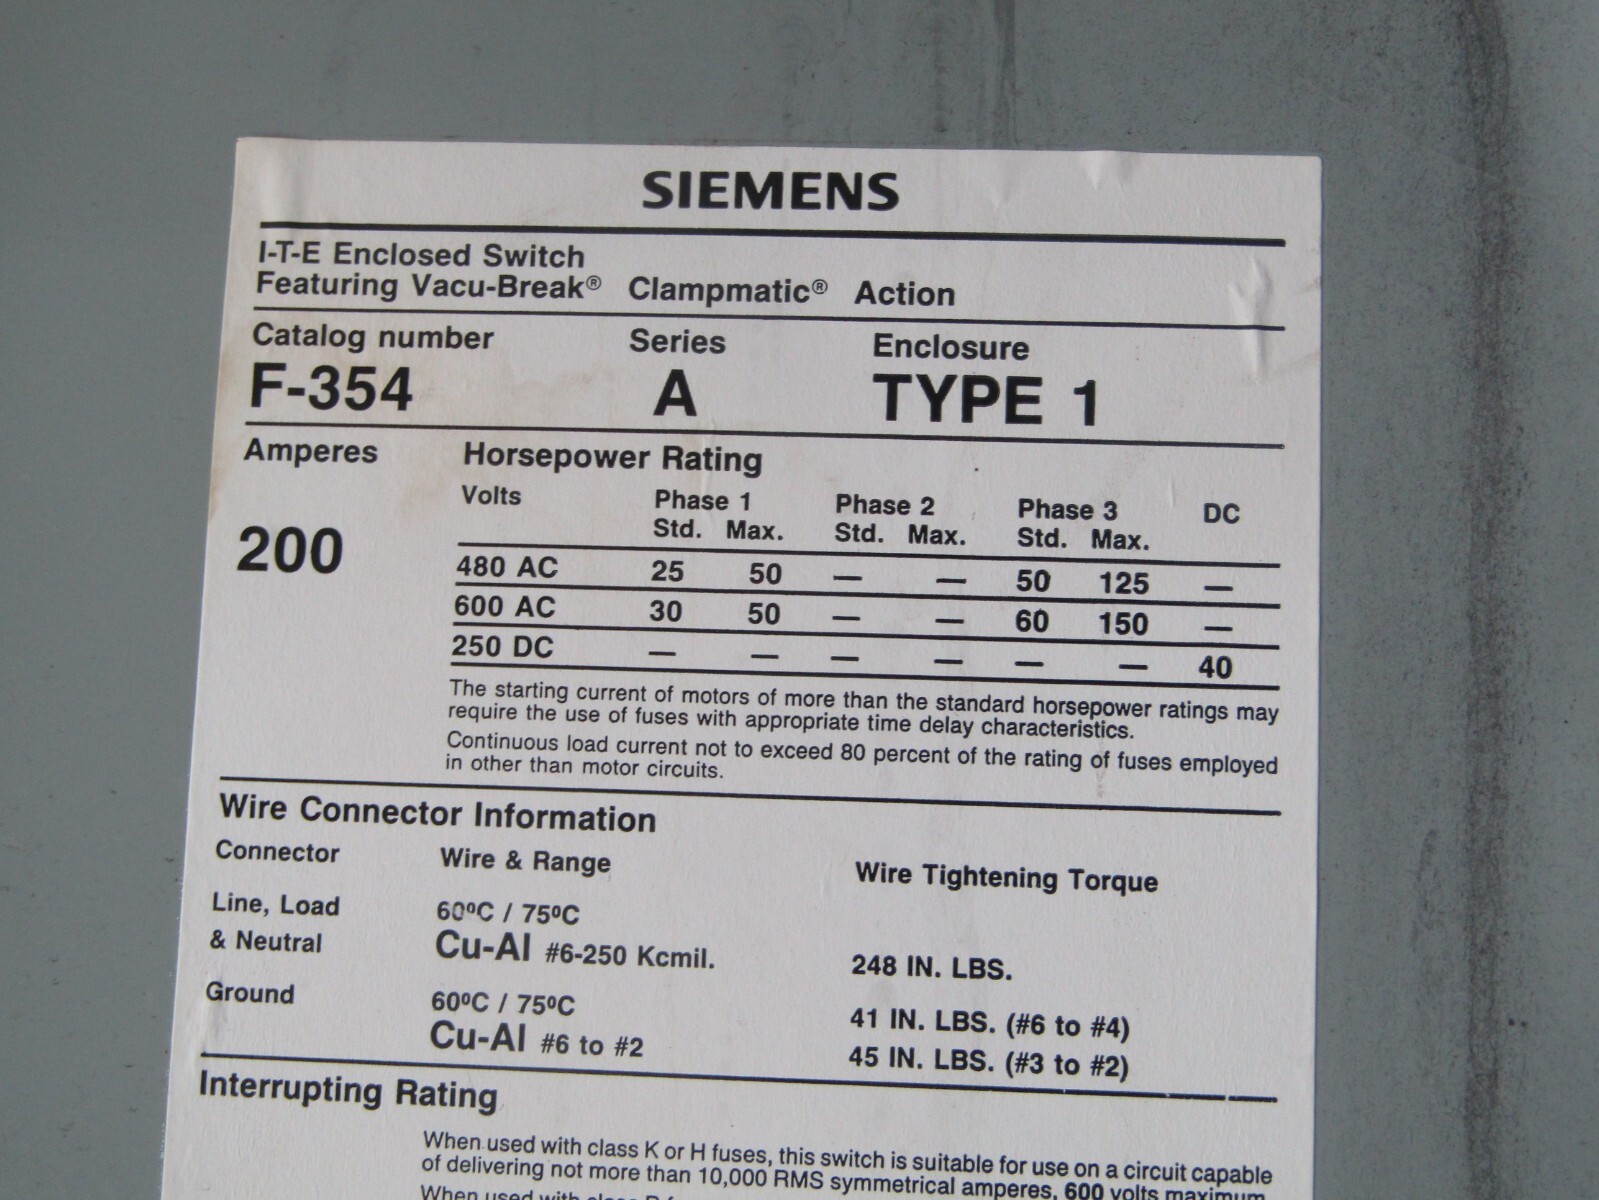 SIEMENS
I-T-E Enclosed Switch
Featuring Vacu-Break® Clampmatic® Action
Catalog number Series Enclosure
F-354 A TYPE 1
Amperes Horsepower Rating
Volts Phase 1 Phase 2 Phase 3 DC
Std. Max. Std. Max. Std. Max.
200
480 AC 25 50 — — 50 125 —
600 AC 30 50 — — 60 150 —
250 DC — — — — — — 40
The starting current of motors of more than the standard horsepower ratings may
require the use of fuses with appropriate time delay characteristics.
Continuous load current not to exceed 80 percent of the rating of fuses employed
in other than motor circuits.
Wire Connector Information
Connector Wire & Range Wire Tightening Torque
Line, Load 60ºC / 75ºC
& Neutral Cu-Al #6-250 Kcmil. 248 IN. LBS.
Ground 60ºC / 75ºC 41 IN. LBS. (#6 to #4)
Cu-Al #6 to #2 45 IN. LBS. (#3 to #2)
Interrupting Rating
When used with class K or H fuses, this switch is suitable for use on a circuit capable
of delivering not more than 10,000 RMS symmetrical amperes, 600 volts maximum
When used with class